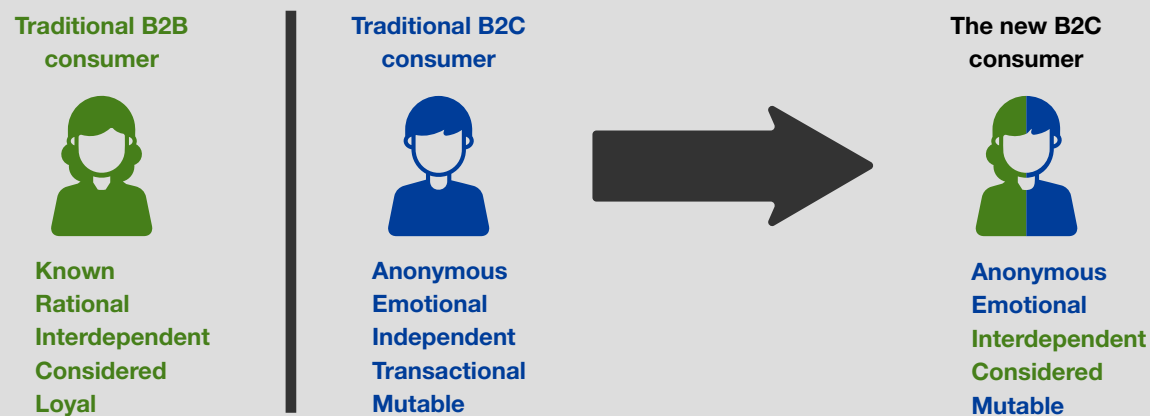 Traditional B2B
consumer
Known
Rational
Interdependent
Considered
Loyal
Traditional B2C
consumer
Anonymous
Emotional
Independent
Transactional
Mutable
The new B2C
consumer
Anonymous
Emotional
Interdependent
Considered
Mutable